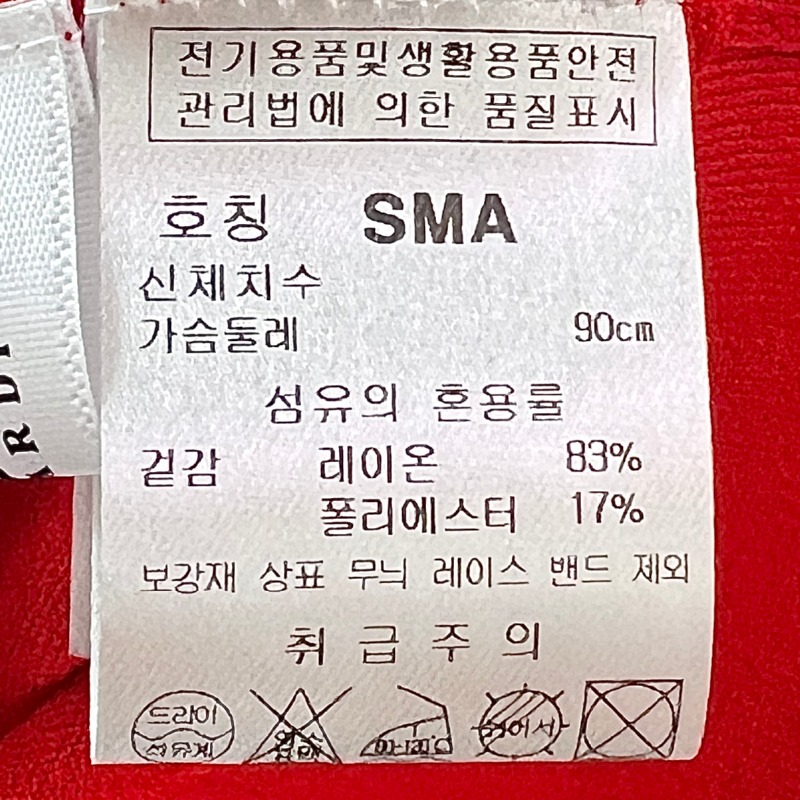 전기용품및생활용품안전
관리법에 의한 품질표시
호칭 SMA
신체치수
가슴둘레 90cm
섬유의 혼용률
겉감 레이온 83%
폴리에스터 17%
보강재 상표 무늬 레이스 밴드 제외
취급주의
드라이